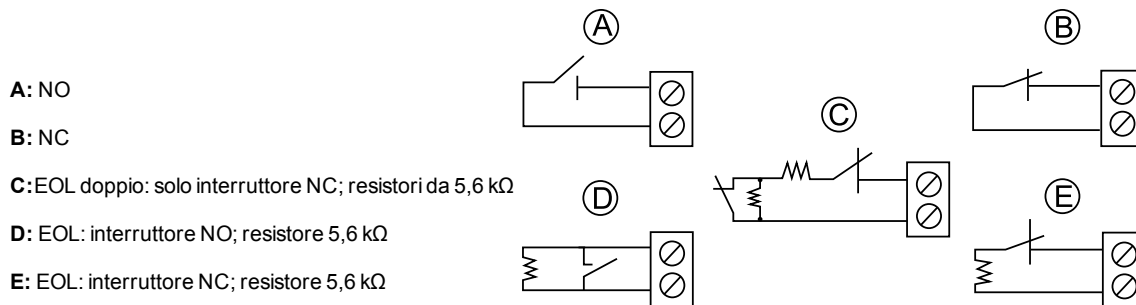 A: NO
B: NC
C:EOL doppio: solo interruttore NC; resistori da 5,6 kΩ
D: EOL: interruttore NO; resistore 5,6 kΩ
E: EOL: interruttore NC; resistore 5,6 kΩ
A
B
C
D
E